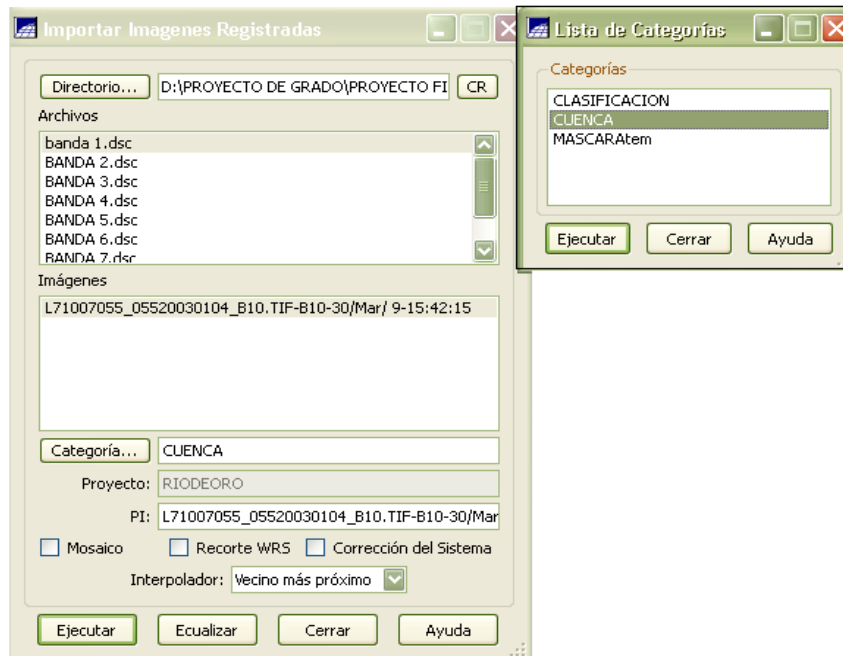 Importar Imagenes Registradas
Directorio... D:\PROYECTO DE GRADO\PROYECTO FI CR
Archivos
banda 1.dsc
BANDA 2.dsc
BANDA 3.dsc
BANDA 4.dsc
BANDA 5.dsc
BANDA 6.dsc
BANDA 7.dsc
Imágenes
L71007055_05520030104_B10.TIF-B10-30/Mar/ 9-15:42:15
Categoría... CUENCA
Proyecto: RIODEORO
PI: L71007055_05520030104_B10.TIF-B10-30/Mar
Mosaico Recorte WRS Corrección del Sistema
Interpolador: Vecino más próximo
Ejecutar Ecualizar Cerrar Ayuda
Lista de Categorías
Categorías
CLASIFICACION
CUENCA
MASCARAtem
Ejecutar Cerrar Ayuda